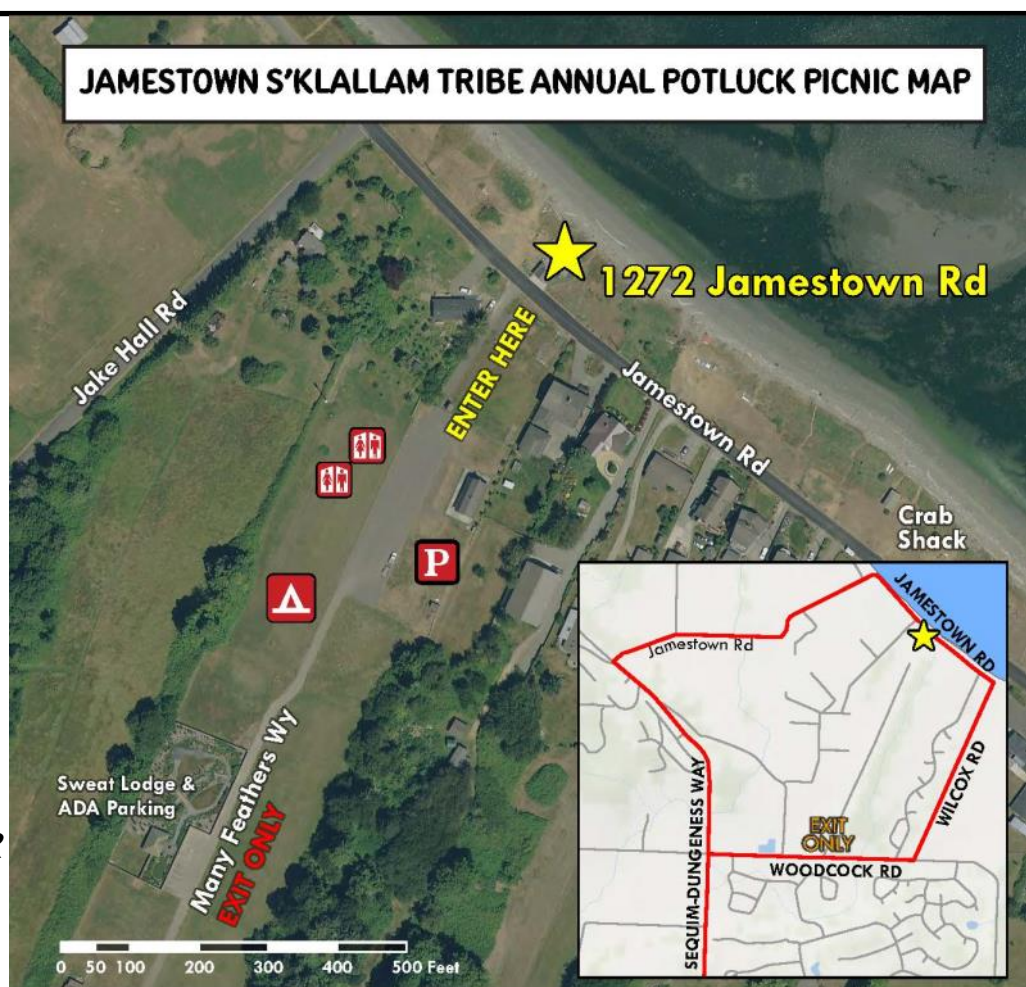 JAMESTOWN S'KLALLAM TRIBE ANNUAL POTLUCK PICNIC MAP
1272 Jamestown Rd
Jake Hall Rd
ENTER HERE
Jamestown Rd
Crab
Shack
P
Sweat Lodge &
ADA Parking
Many Feathers Wy
EXIT ONLY
0 50 100 200 300 400 500 Feet
JAMESTOWN RD
Jamestown Rd
WILCOX RD
SEQUIM-DUNGENESS WAY
EXIT
ONLY
WOODCOCK RD